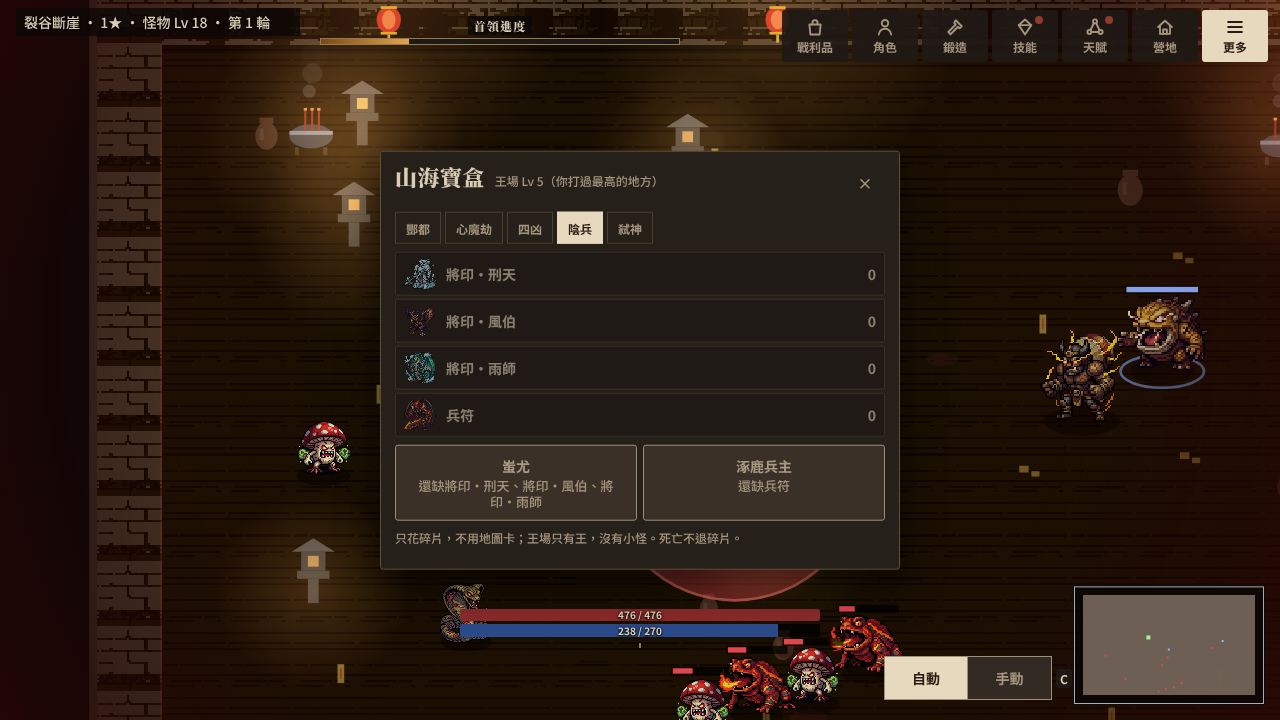 裂谷斷崖 · 1★ · 怪物 Lv 18 · 第 1 輪
首領進度
戰利品
角色
鍛造
技能
天賦
營地
更多
山海寶盒
王場 Lv 5（你打過最高的地方）
酆都
心魔劫
四凶
陰兵
弒神
將印・刑天
0
將印・風伯
0
將印・雨師
0
兵符
0
蚩尤
還缺將印・刑天、將印・風伯、將
印・雨師
涿鹿兵主
還缺兵符
只花碎片，不用地圖卡；王場只有王，沒有小怪。死亡不退碎片。
476 / 476
238 / 270
自動
手動
C